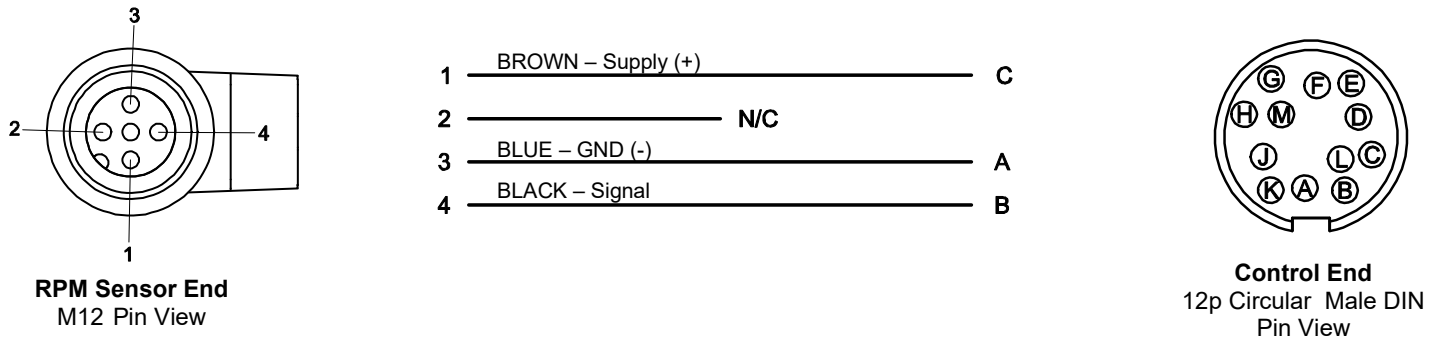 3
2
4
1
RPM Sensor End
M12 Pin View
1 BROWN – Supply (+) C
2 N/C
3 BLUE – GND (-) A
4 BLACK – Signal B
G F E
H M D
J L C
K A B
Control End
12p Circular Male DIN
Pin View